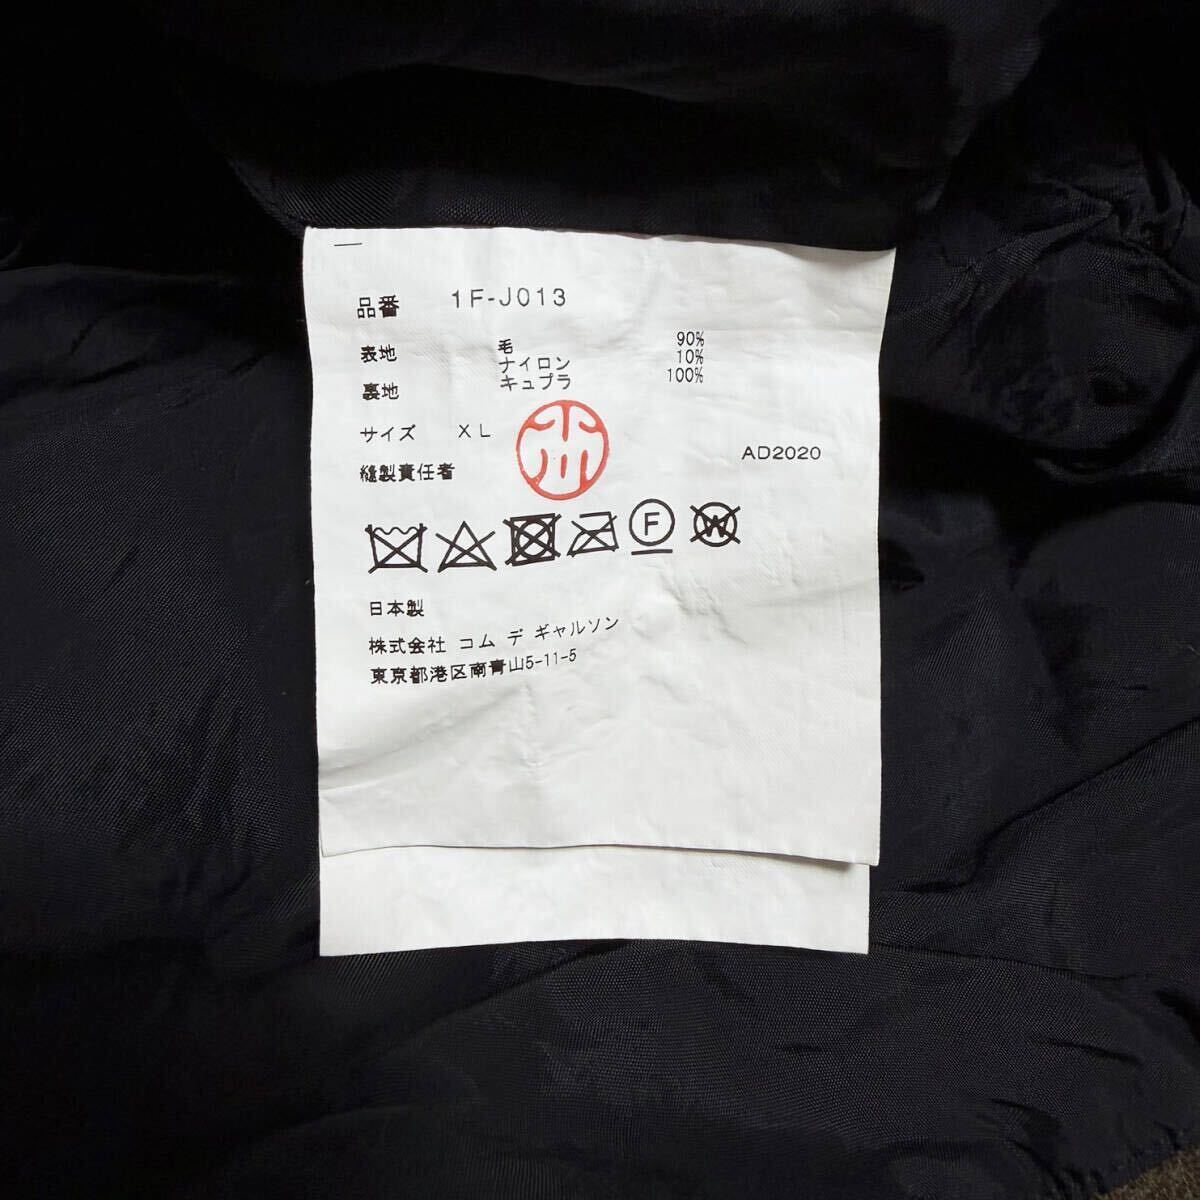 品番 1F-J013
表地 毛 90%
ナイロン 10%
裏地 キュプラ 100%
サイズ XL
AD2020
縫製責任者
F
W
日本製
株式会社 コム デ ギャルソン
東京都港区南青山5-11-5